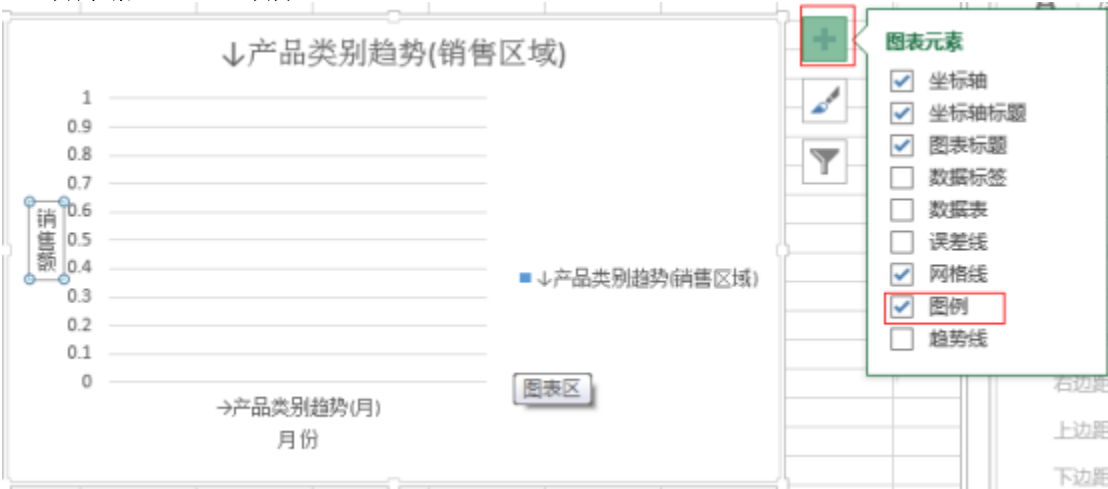 ↓产品类别趋势(销售区域)
1
0.9
0.8
0.7
0.6
0.5
0.4
0.3
0.2
0.1
0
销售额
→产品类别趋势(月)
月份
↓产品类别趋势(销售区域)
图表区
图表元素
坐标轴
坐标轴标题
图表标题
数据标签
数据表
误差线
网格线
图例
趋势线
右边距
上边距
下边距